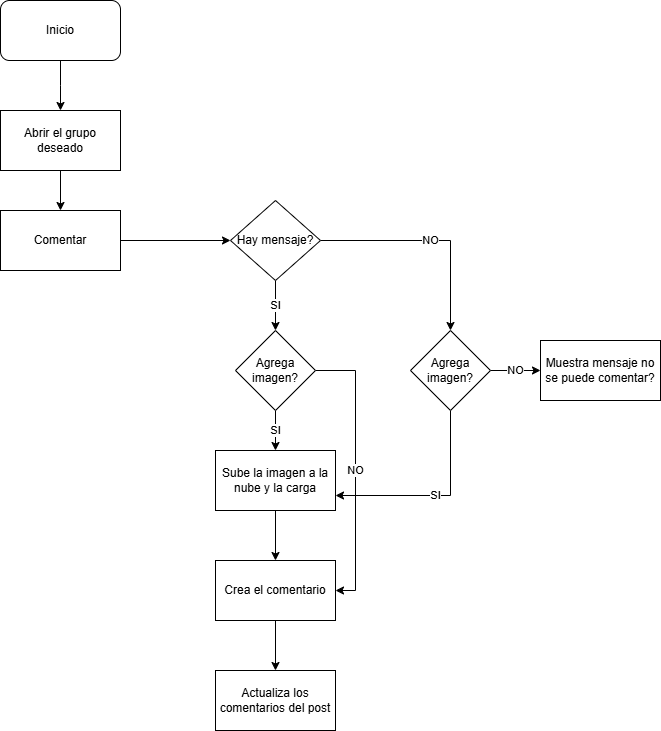 Inicio
Abrir el grupo
deseado
Comentar
Hay mensaje?
NO
SI
Agrega
imagen?
Agrega
imagen?
NO
Muestra mensaje no
se puede comentar?
SI
NO
Sube la imagen a la
nube y la carga
SI
Crea el comentario
Actualiza los
comentarios del post